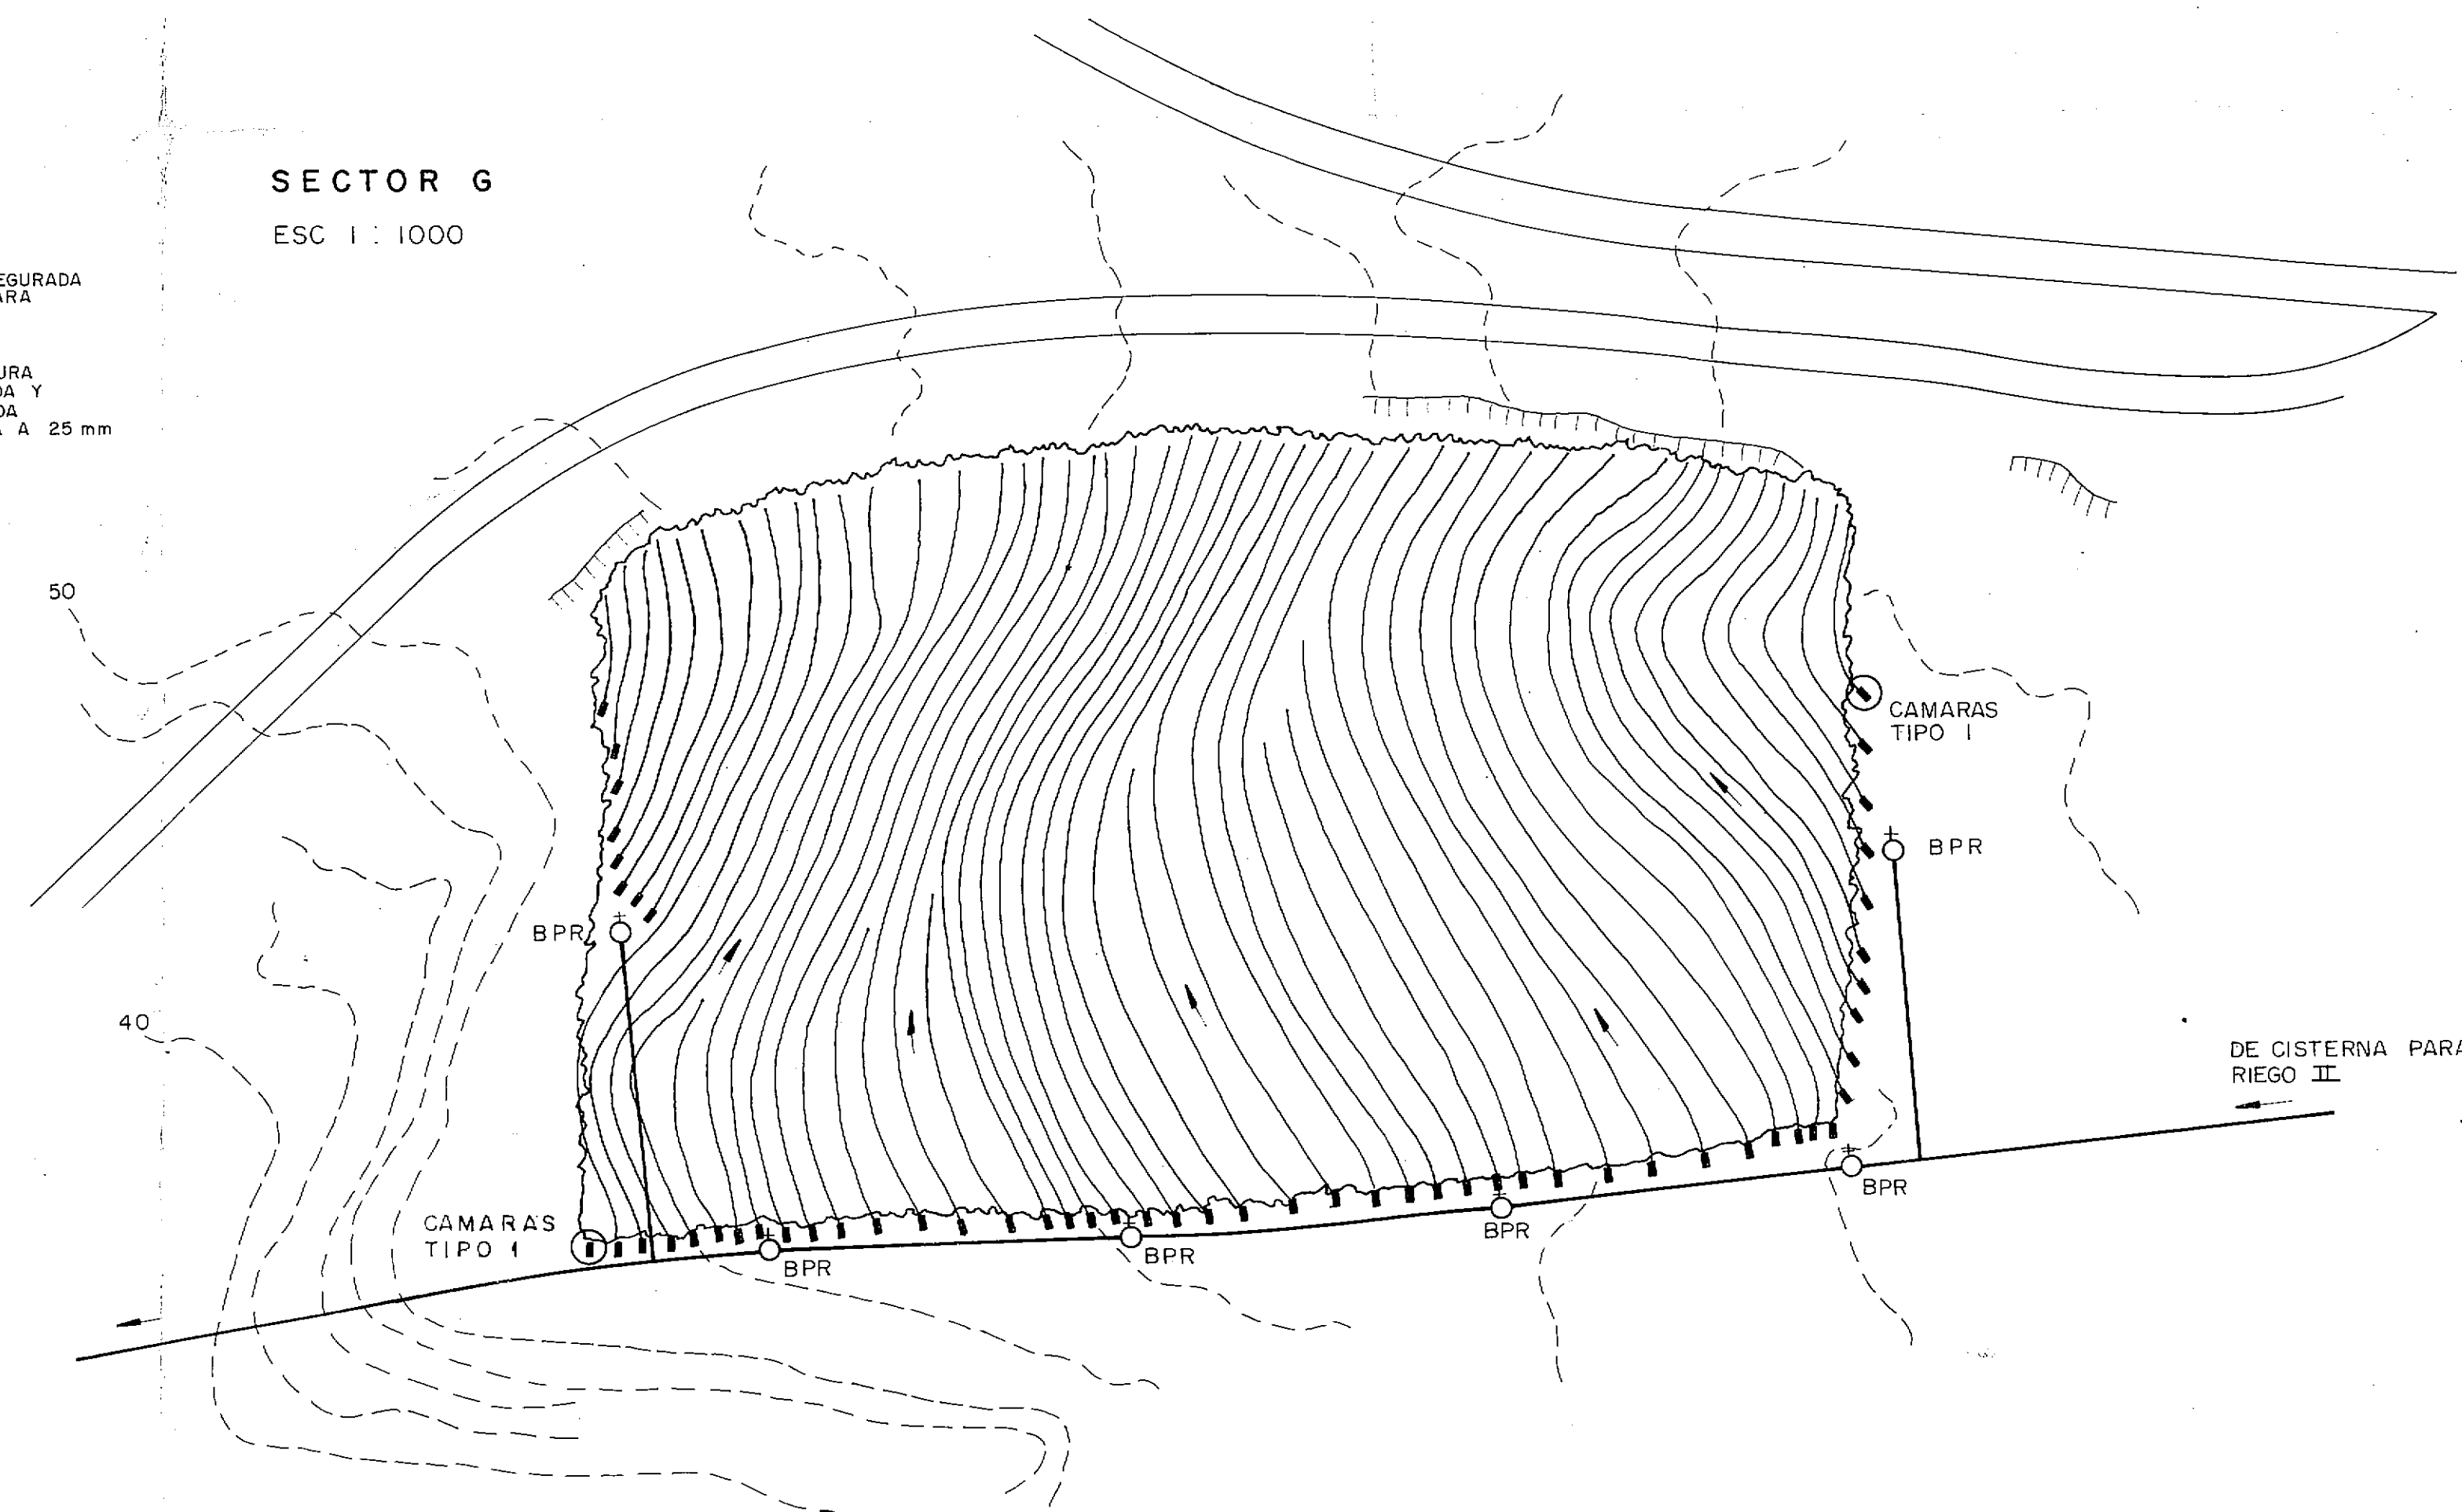 SECTOR G
ESC 1 : 1000
EGURADA
ARA
URA
DA Y
DA
A A 25 mm
50
CAMARAS
TIPO 1
BPR
BPR
40
DE CISTERNA PARA
RIEGO II
BPR
CAMARAS
TIPO 1
BPR
BPR
BPR